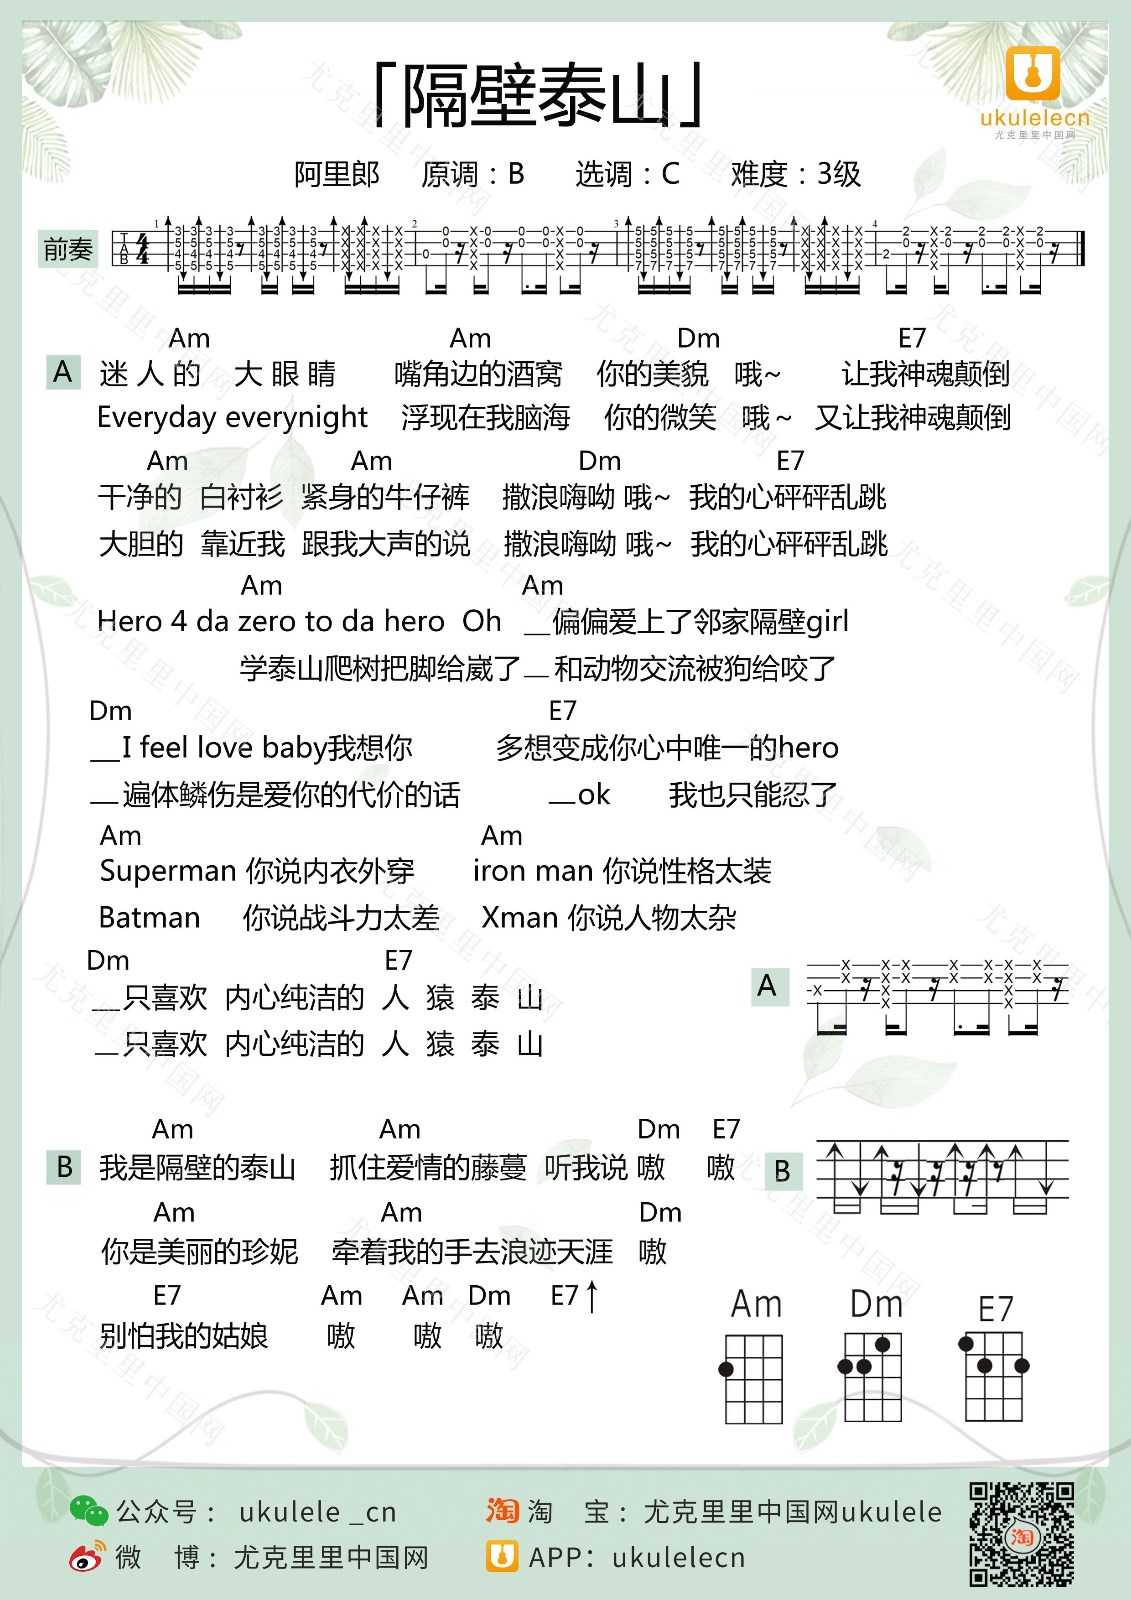 「隔壁泰山」
ukulelecn
尤克里里中国网
阿里郎 原调：B 选调：C 难度：3级
前奏
Am Am Dm E7
A 迷人的 大眼睛 嘴角边的酒窝 你的美貌 哦~ 让我神魂颠倒
Everyday everynight 浮现在我脑海 你的微笑 哦~ 又让我神魂颠倒
Am Am Dm E7
干净的 白衬衫 紧身的牛仔裤 撒浪嗨呦 哦~ 我的心砰砰乱跳
大胆的 靠近我 跟我大声的说 撒浪嗨呦 哦~ 我的心砰砰乱跳
Am Am
Hero 4 da zero to da hero Oh __偏偏爱上了邻家隔壁girl
学泰山爬树把脚给崴了__和动物交流被狗给咬了
Dm E7
__I feel love baby我想你 多想变成你心中唯一的hero
__遍体鳞伤是爱你的代价的话 __ok 我也只能忍了
Am Am
Superman 你说内衣外穿 iron man 你说性格太装
Batman 你说战斗力太差 Xman 你说人物太杂
Dm E7
__只喜欢 内心纯洁的 人 猿 泰 山
__只喜欢 内心纯洁的 人 猿 泰 山
A
Am Am Dm E7
B 我是隔壁的泰山 抓住爱情的藤蔓 听我说 嗷 嗷
B
Am Am Dm
你是美丽的珍妮 牵着我的手去浪迹天涯 嗷
E7 Am Am Dm E7↑
别怕我的姑娘 嗷 嗷 嗷
Am Dm E7
公众号： ukulele _cn
淘 宝：尤克里里中国网ukulele
微 博：尤克里里中国网
APP：ukulelecn